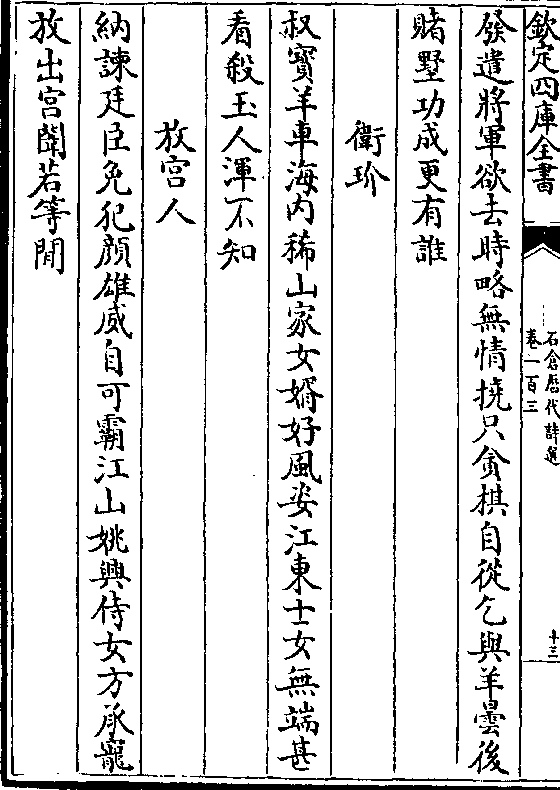 欽定四庫全書
石倉歷代詩選
卷一百三
十三
發遣將軍欲去時略無情撓只貪棋自從乞與羊曇後
賭墅功成更有誰
衛玠
叔寶羊車海内稀山家女婿好風姿江東士女無端甚
看殺玉人渾不知
放宫人
納諫廷臣免犯顔雄威自可霸江山姚興侍女方承寵
放出宫闈若等閒